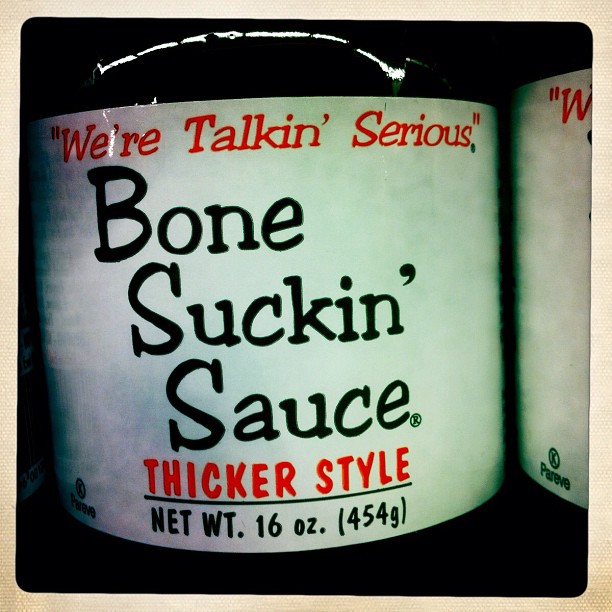 "We're Talkin' Serious."
Bone
Suckin'
Sauce®
THICKER STYLE
NET WT. 16 oz. (454g)
K
Pareve
"W
K
Pareve